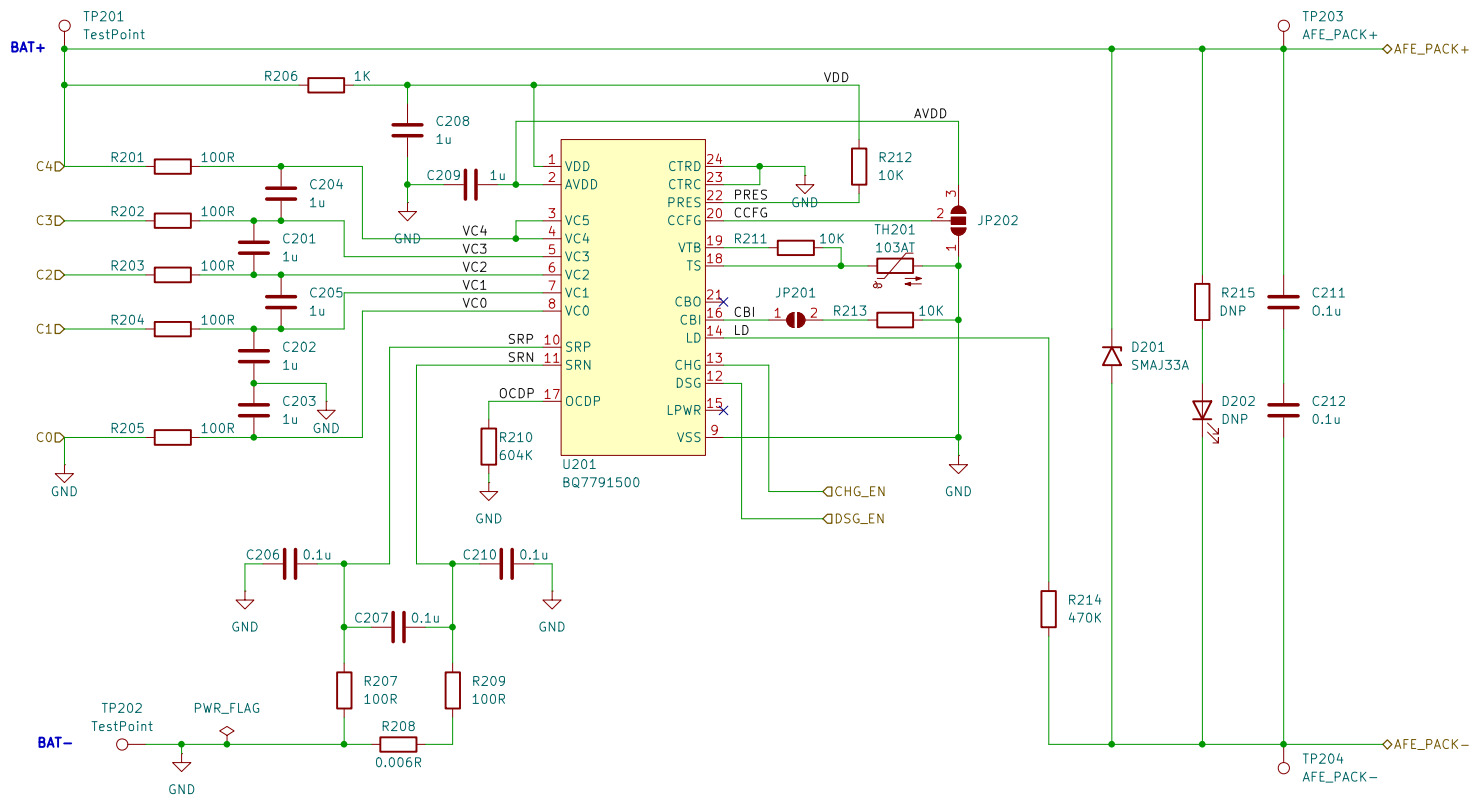 TP201
TestPoint
BAT+
TP203
AFE_PACK+
AFE_PACK+
R206
1K
VDD
AVDD
C208
1u
C209
1u
GND
C4
R201
100R
C204
1u
C3
R202
100R
C201
1u
C2
R203
100R
C205
1u
C1
R204
100R
C202
1u
C203
1u
GND
C0
R205
100R
GND
VC4
VC3
VC2
VC1
VC0
SRP
SRN
OCDP
R210
604K
GND
1 VDD
2 AVDD
3 VC5
4 VC4
5 VC3
6 VC2
7 VC1
8 VC0
10 SRP
11 SRN
17 OCDP
CTRD 24
CTRC 23
PRES 22
CCFG 20
VTB 19
TS 18
CBO 21
CBI 16
LD 14
CHG 13
DSG 12
LPWR 15
VSS 9
U201
BQ7791500
GND
PRES
CCFG
R212
10K
3
2
1
JP202
R211
10K
TH201
103AT
θ
JP201
CBI
1
2
R213
10K
LD
GND
CHG_EN
DSG_EN
D201
SMAJ33A
R215
DNP
D202
DNP
C211
0.1u
C212
0.1u
R214
470K
C206
0.1u
GND
C210
0.1u
GND
C207
0.1u
R207
100R
R209
100R
R208
0.006R
TP202
TestPoint
PWR_FLAG
BAT-
GND
AFE_PACK-
TP204
AFE_PACK-